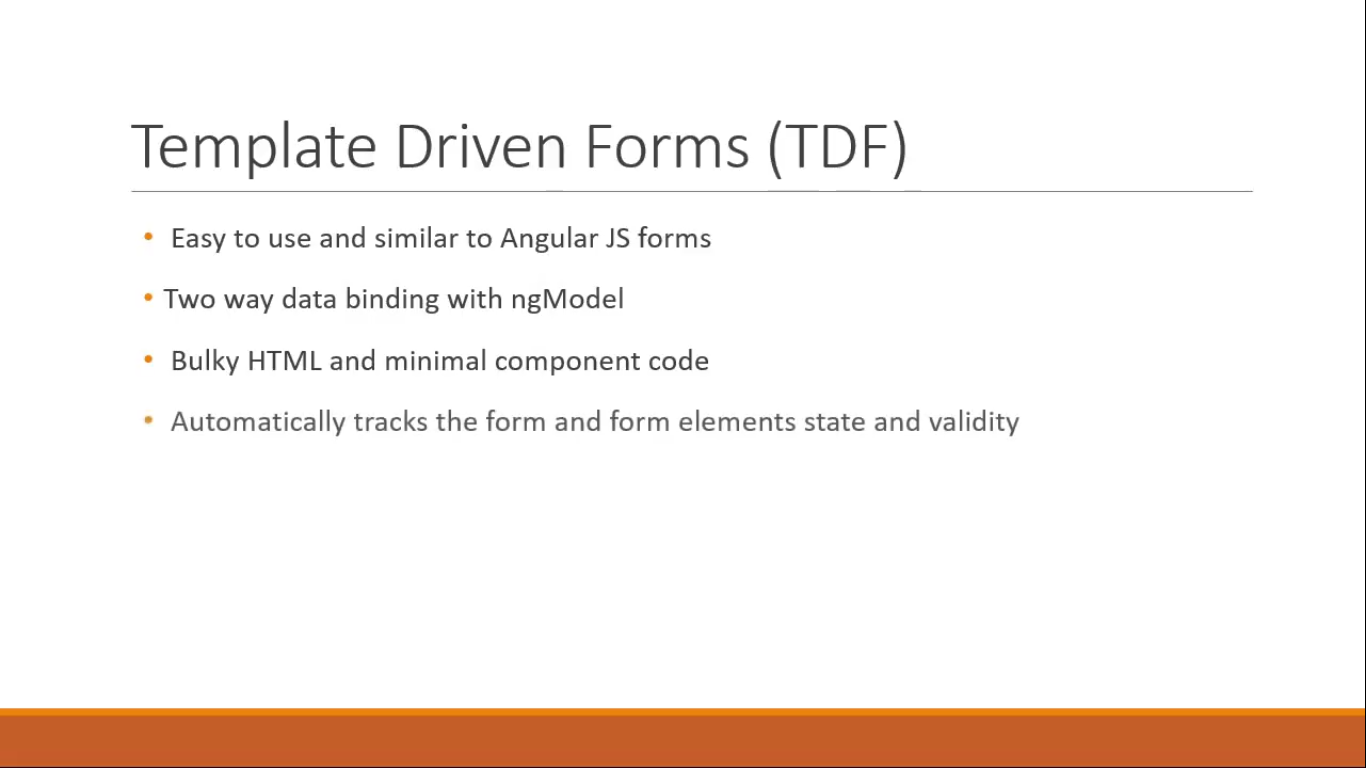 Template Driven Forms (TDF)
• Easy to use and similar to Angular JS forms
• Two way data binding with ngModel
• Bulky HTML and minimal component code
• Automatically tracks the form and form elements state and validity